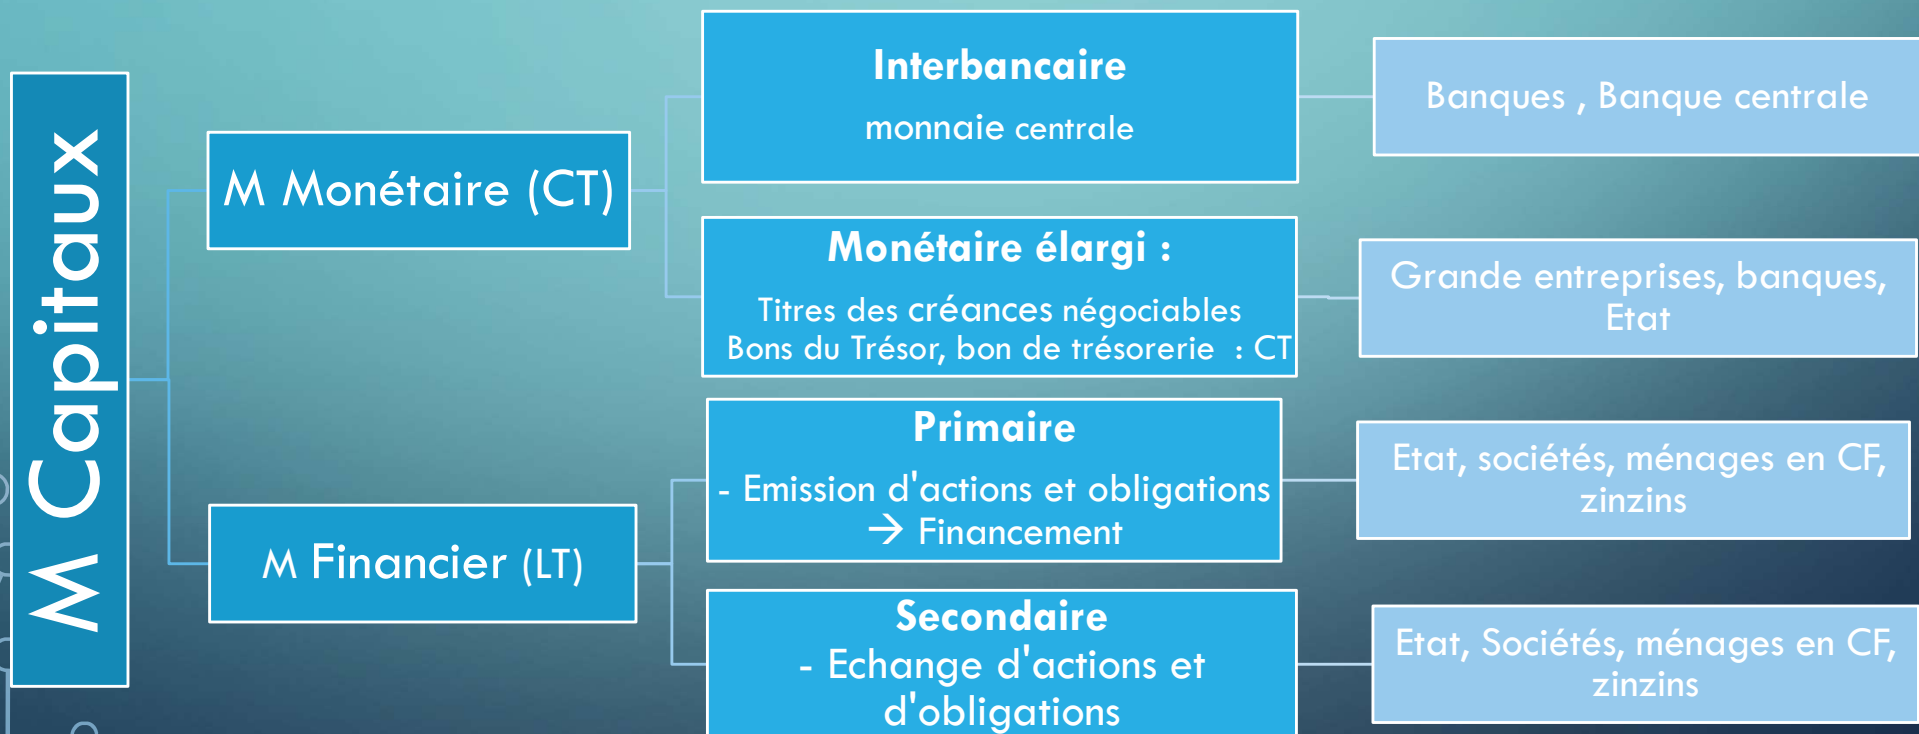 M Capitaux
M Monétaire (CT)
Interbancaire
monnaie centrale
Banques , Banque centrale
Monétaire élargi :
Titres des créances négociables
Bons du Trésor, bon de trésorerie : CT
Grande entreprises, banques,
Etat
M Financier (LT)
Primaire
- Emission d'actions et obligations
→ Financement
Etat, sociétés, ménages en CF,
zinzins
Secondaire
- Echange d'actions et
d'obligations
Etat, Sociétés, ménages en CF,
zinzins